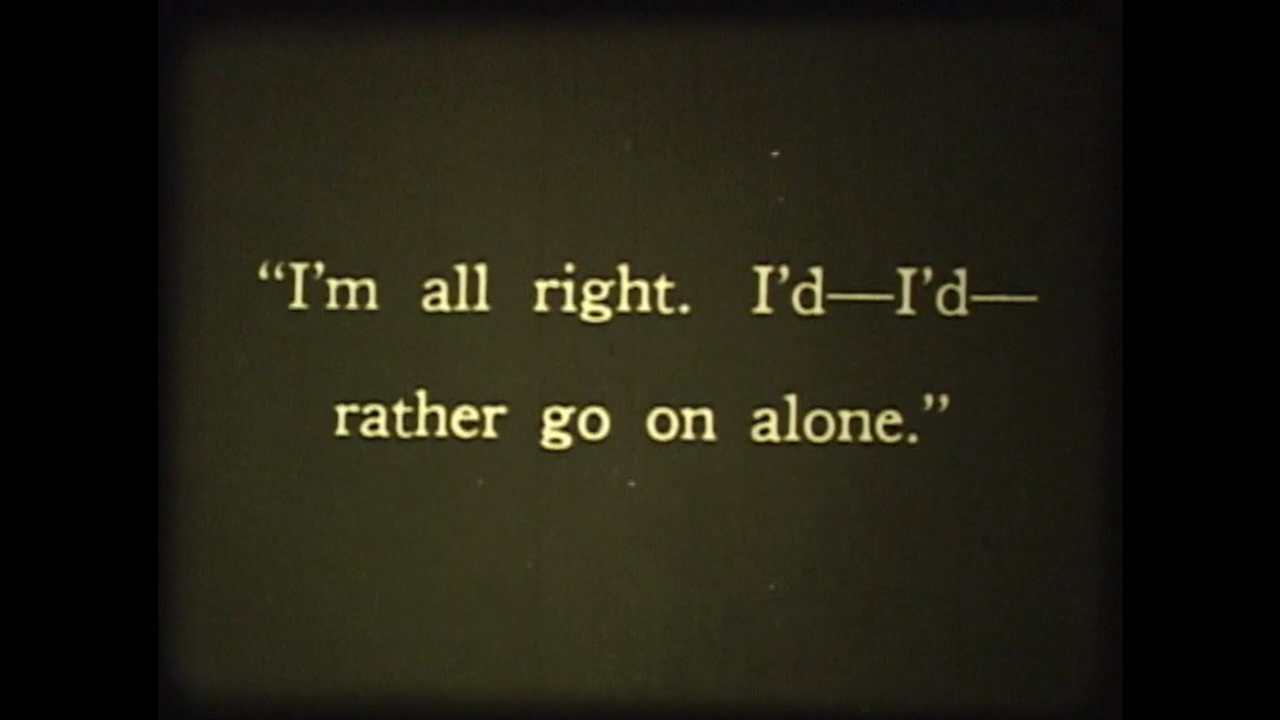 “I’m all right. I’d—I’d—
rather go on alone.”